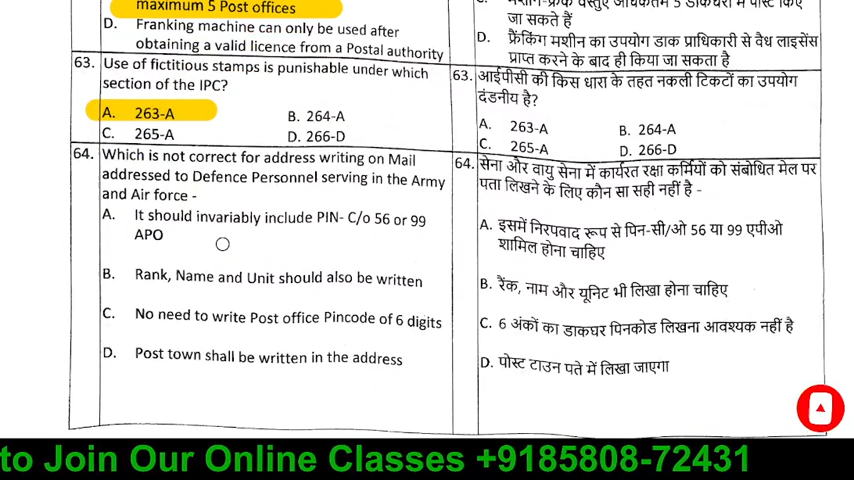 maximum 5 Post offices
D. Franking machine can only be used after
obtaining a valid licence from a Postal authority
63. Use of fictitious stamps is punishable under which
section of the IPC?
A. 263-A B. 264-A
C. 265-A D. 266-D
64. Which is not correct for address writing on Mail
addressed to Defence Personnel serving in the Army
and Air force -
A. It should invariably include PIN- C/o 56 or 99
APO
B. Rank, Name and Unit should also be written
C. No need to write Post office Pincode of 6 digits
D. Post town shall be written in the address
C. मशीन-फ्रैंक वस्तुएं अधिकतम 5 डाकघरों में पोस्ट किए
जा सकते हैं
D. फ्रैंकिंग मशीन का उपयोग डाक प्राधिकारी से वैध लाइसेंस
प्राप्त करने के बाद ही किया जा सकता है
63. आईपीसी की किस धारा के तहत नकली टिकटों का उपयोग
दंडनीय है?
A. 263-A B. 264-A
C. 265-A D. 266-D
64. सेना और वायु सेना में कार्यरत रक्षा कर्मियों को संबोधित मेल पर
पता लिखने के लिए कौन सा सही नहीं है -
A. इसमें निरपवाद रूप से पिन-सी/ओ 56 या 99 एपीओ
शामिल होना चाहिए
B. रैंक, नाम और यूनिट भी लिखा होना चाहिए
C. 6 अंकों का डाकघर पिनकोड लिखना आवश्यक नहीं है
D. पोस्ट टाउन पते में लिखा जाएगा
to Join Our Online Classes +9185808-72431